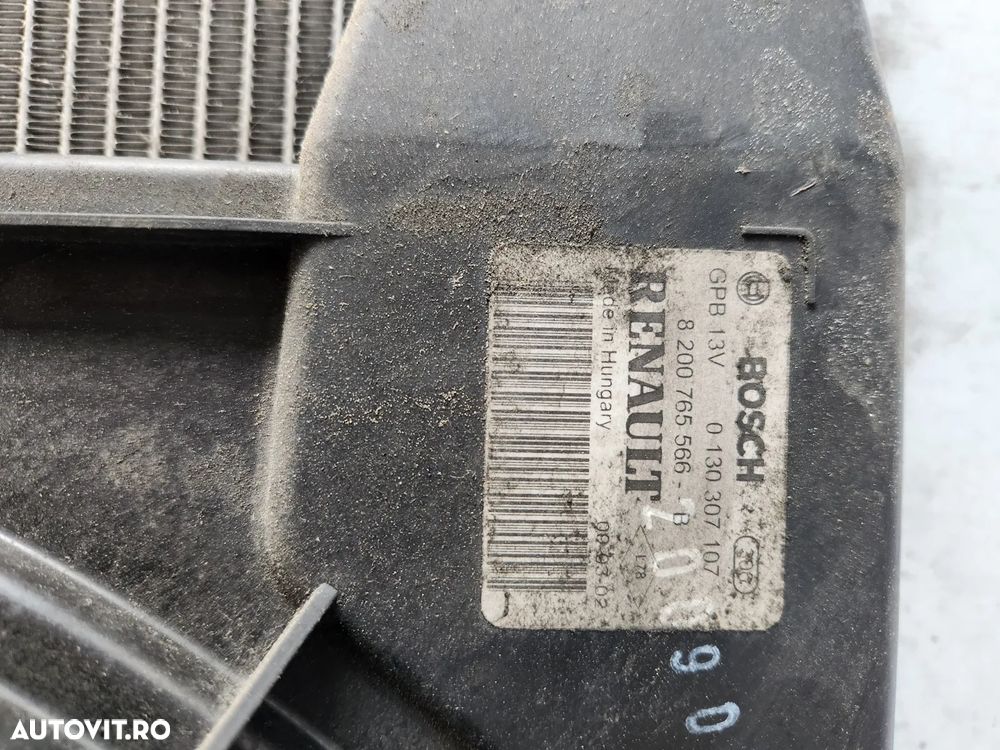 BOSCH
GPB 13V 0 130 307 107
8 200 765 566 - B
RENAULT
Made in Hungary
AUTOVIT.RO